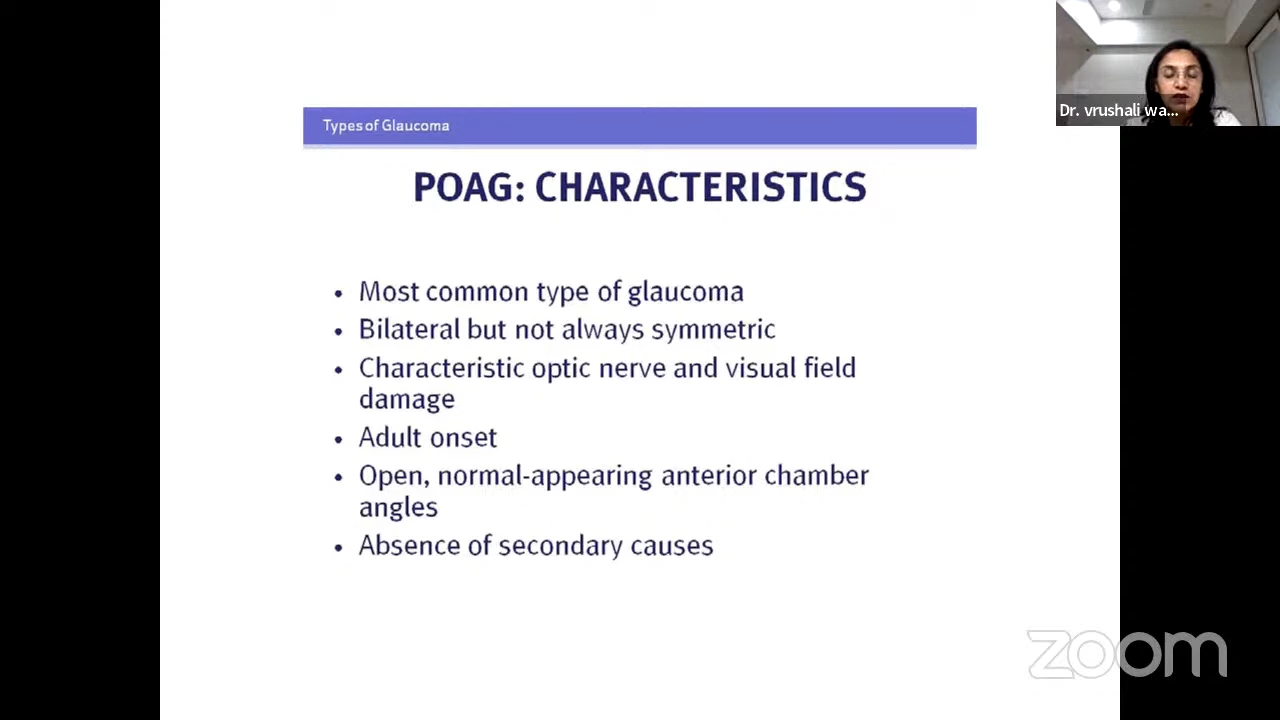 Dr. vrushali wa...
Types of Glaucoma
POAG: CHARACTERISTICS
• Most common type of glaucoma
• Bilateral but not always symmetric
• Characteristic optic nerve and visual field
damage
• Adult onset
• Open, normal-appearing anterior chamber
angles
• Absence of secondary causes
zoom